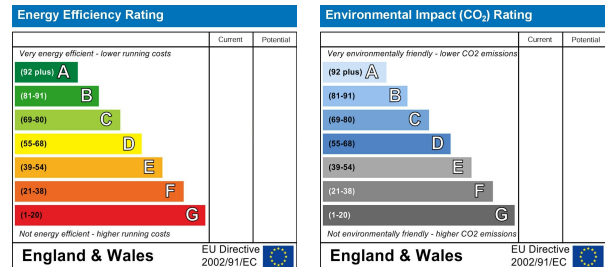 Energy Efficiency Rating
Current Potential
Very energy efficient - lower running costs
(92 plus) A
(81-91) B
(69-80) C
(55-68) D
(39-54) E
(21-38) F
(1-20) G
Not energy efficient - higher running costs
England & Wales
EU Directive
2002/91/EC
Environmental Impact (CO₂) Rating
Current Potential
Very environmentally friendly - lower CO2 emissions
(92 plus) A
(81-91) B
(69-80) C
(55-68) D
(39-54) E
(21-38) F
(1-20) G
Not environmentally friendly - higher CO2 emissions
England & Wales
EU Directive
2002/91/EC